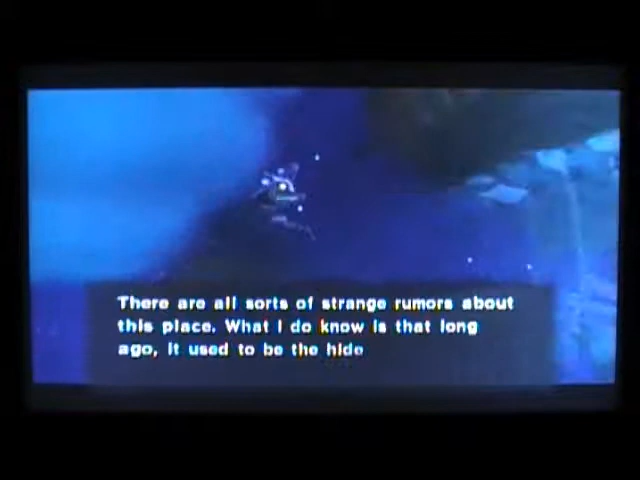 There are all sorts of strange rumors about
this place. What I do know is that long
ago, it used to be the hide